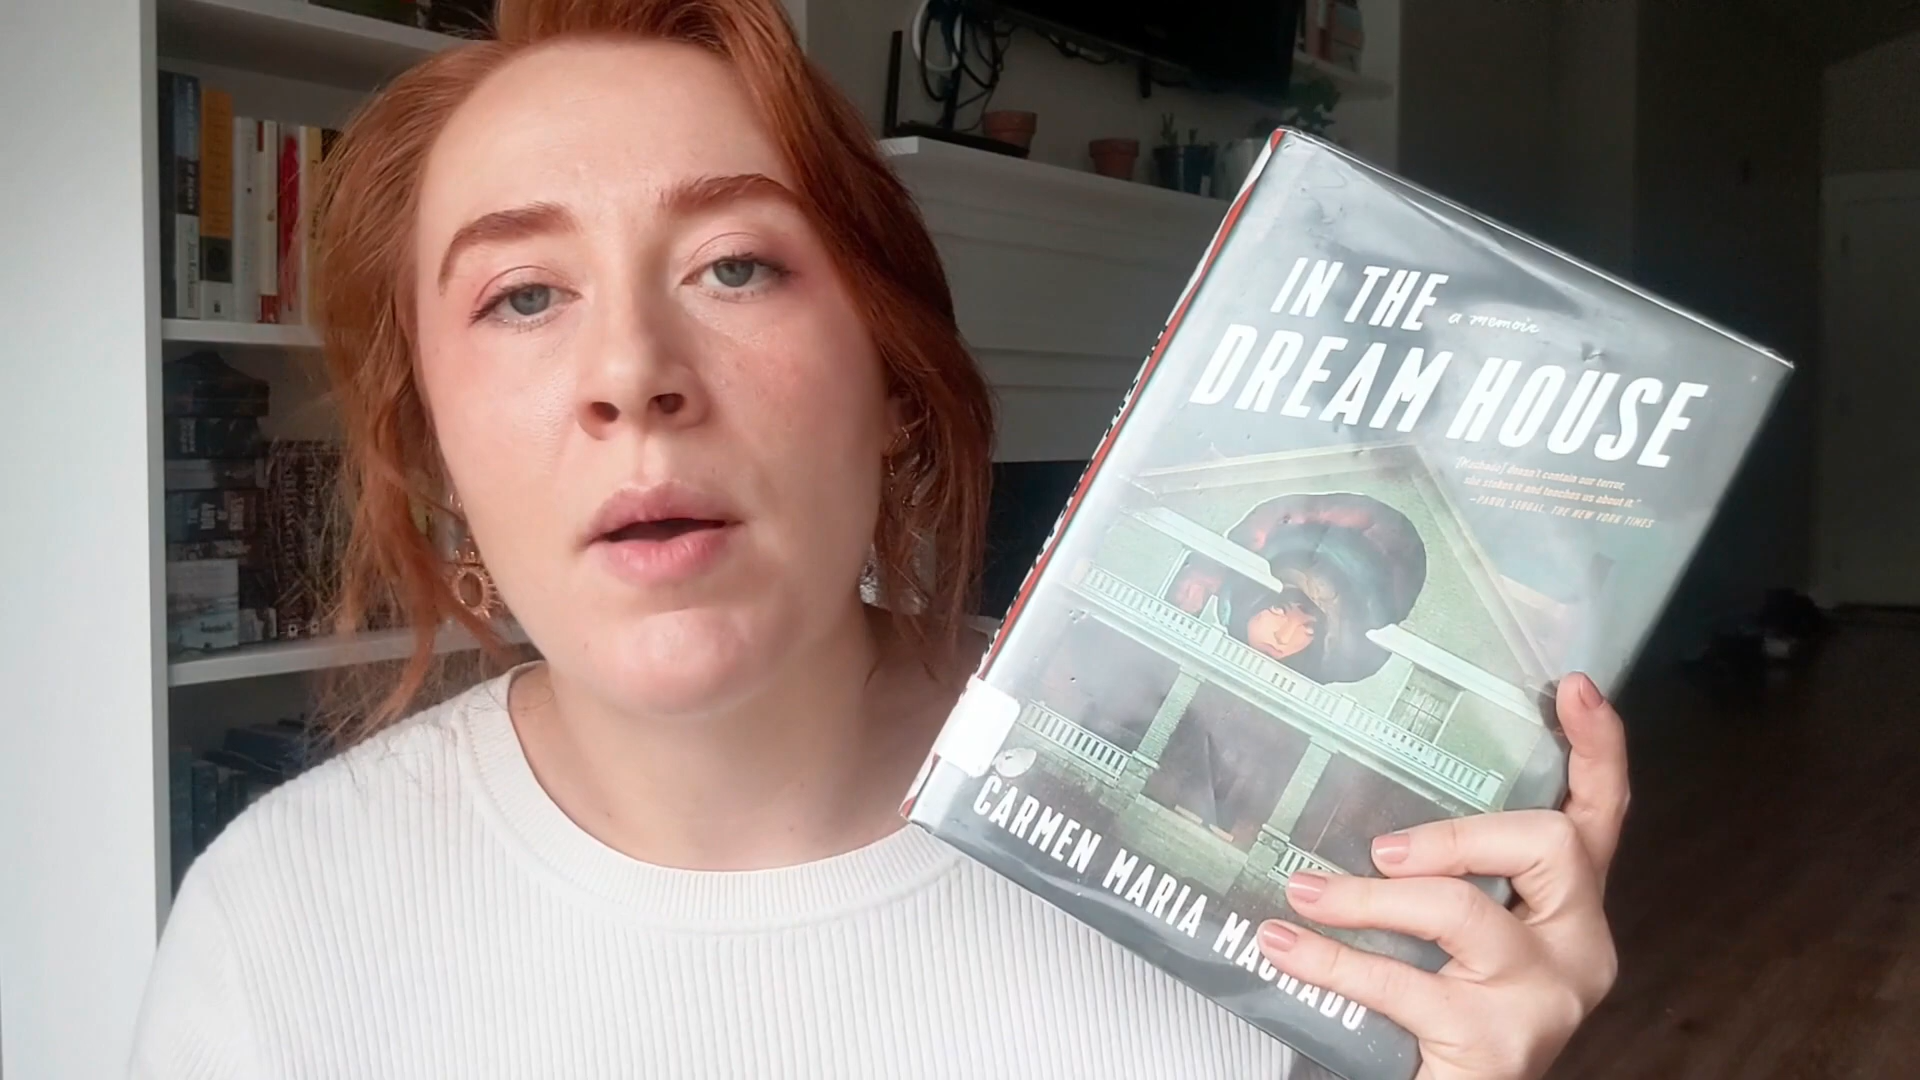 IN THE
a memoir
DREAM HOUSE
"[Machado] doesn't contain our terror;
she stokes it and teaches us about it."
—PARUL SEHGAL, THE NEW YORK TIMES
CARMEN MARIA MACHADO